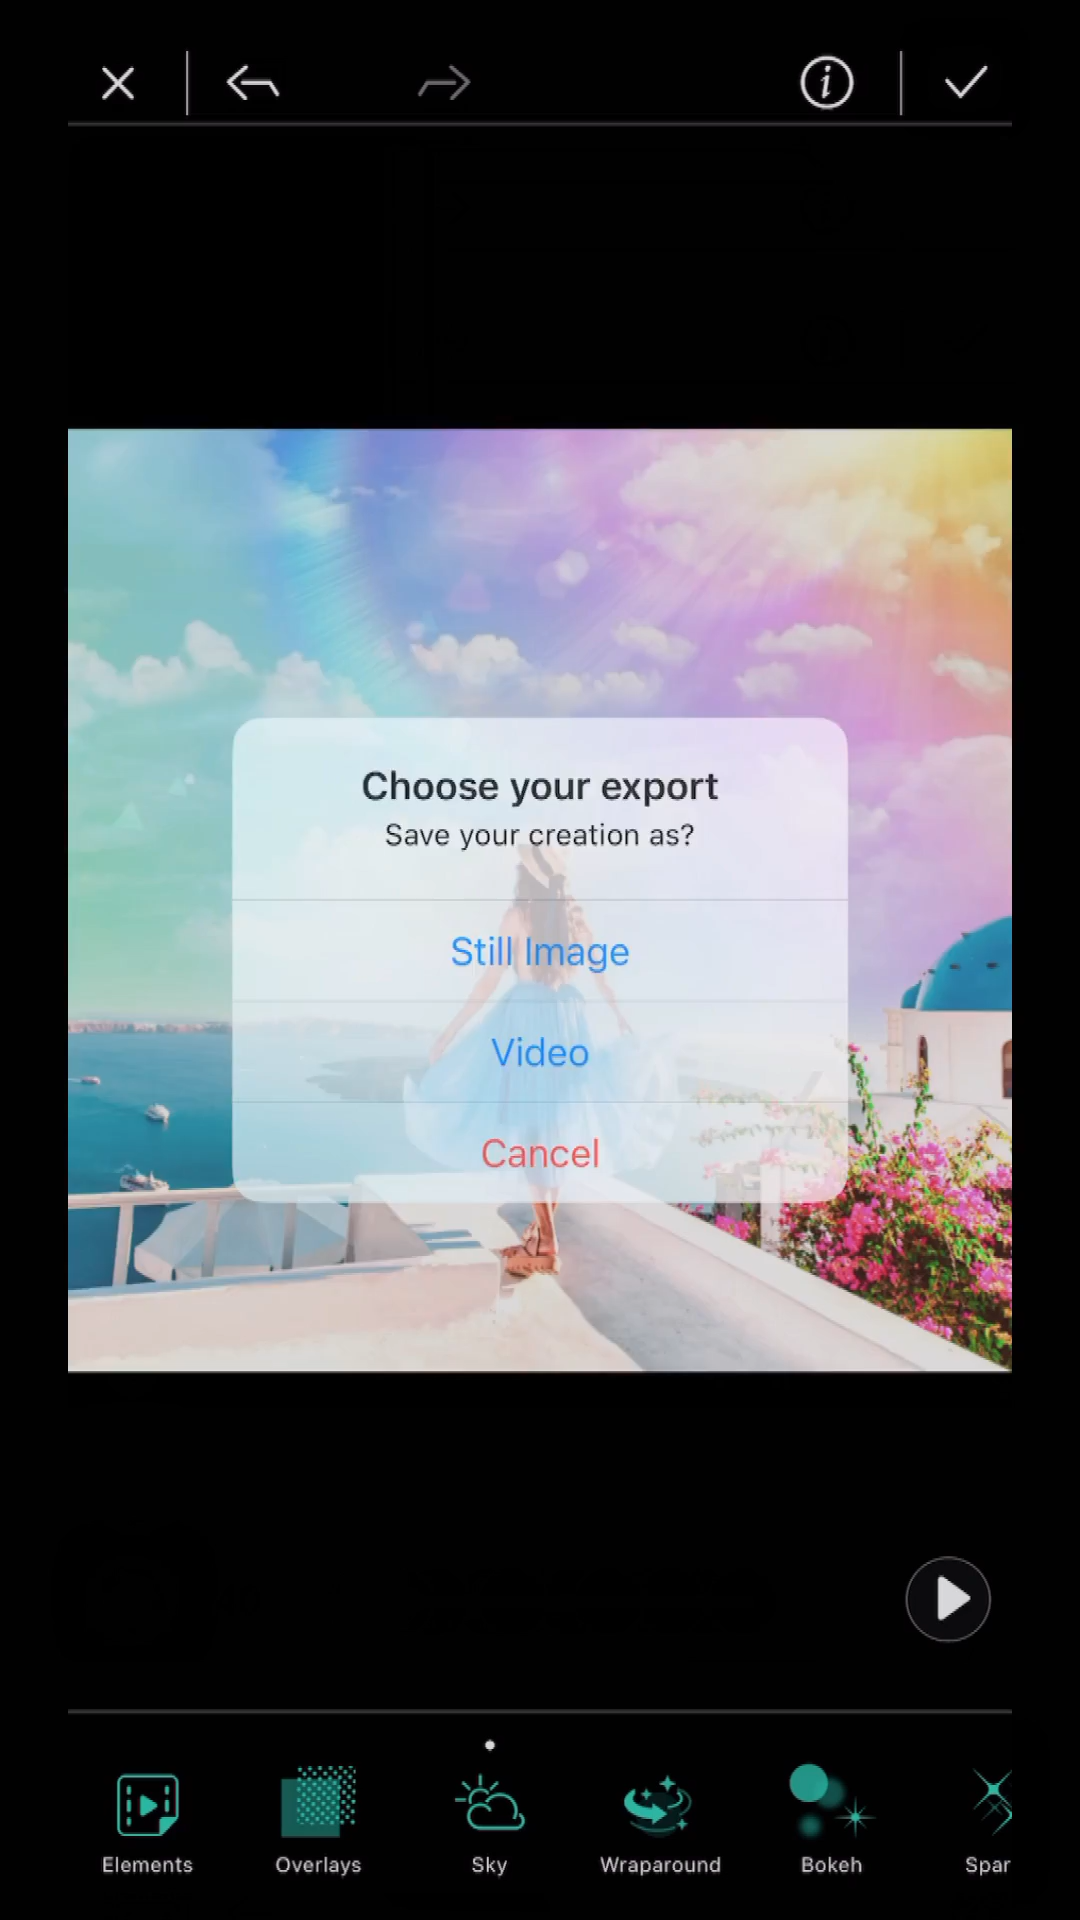 Choose your export
Save your creation as?
Still Image
Video
Cancel
Elements
Overlays
Sky
Wraparound
Bokeh
Spar